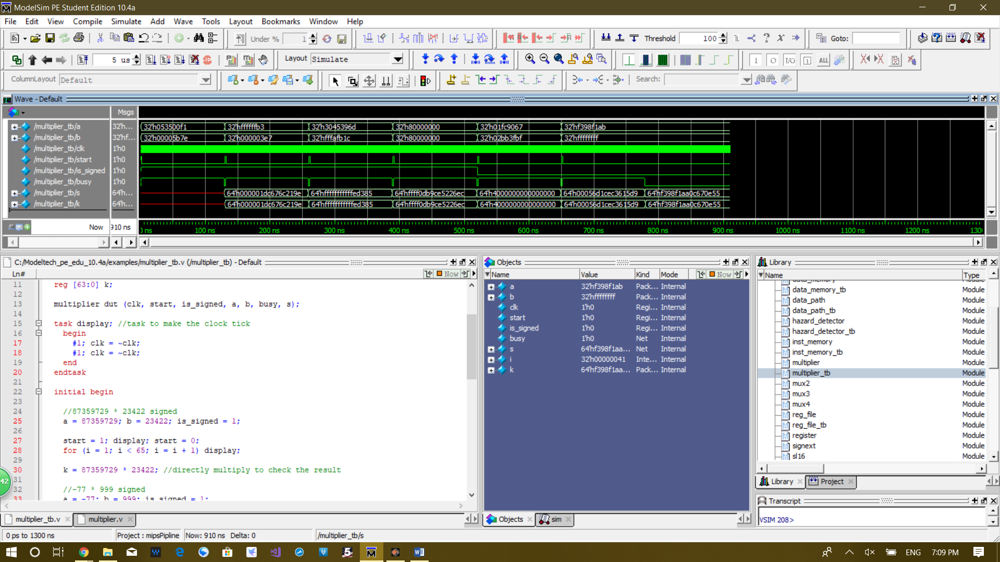 ModelSim PE Student Edition 10.4a
File Edit View Compile Simulate Add Wave Tools Layout Bookmarks Window Help
Under % 1 Threshold 100 Goto:
5 us Layout Simulate ALL
ColumnLayout Default Search:
Wave - Default
Msgs
/multiplier_tb/a 32'h... 32'h053500f1 32'hffffffb3 32'h3045396d 32'h80000000 32'h01fc9067 32'hf398f1ab
/multiplier_tb/b 32'hf... 32'h00005b7e 32'h000003e7 32'hfffafb1c 32'h80000000 32'h02bb3fbf 32'hffffffff
/multiplier_tb/clk 1'h0
/multiplier_tb/start 1'h0
/multiplier_tb/is_signed 1'h0
/multiplier_tb/busy 1'h0
/multiplier_tb/s 64'h... 64'h000001dc676c219e 64'hfffffffffffed385 64'hffff0db9ce5226ec 64'h4000000000000000 64'h00056d1cec3615d9 64'hf398f1aa0c670e55
/multiplier_tb/k 64'h... 64'h000001dc676c219e 64'hfffffffffffed385 64'hffff0db9ce5226ec 64'h4000000000000000 64'h00056d1cec3615d9 64'hf398f1aa0c670e55
Now 910 ns 100 ns 200 ns 300 ns 400 ns 500 ns 600 ns 700 ns 800 ns 900 ns 1000 ns 1100 ns 1200 ns
C:/Modeltech_pe_edu_10.4a/examples/multiplier_tb.v (/multiplier_tb) - Default
Ln# Now
11 reg [63:0] k;
12
13 multiplier dut (clk, start, is_signed, a, b, busy, s);
14
15 task display; //task to make the clock tick
16 begin
17 #1; clk = ~clk;
18 #1; clk = ~clk;
19 end
20 endtask
21
22 initial begin
23
24 //87359729 * 23422 signed
25 a = 87359729; b = 23422; is_signed = 1;
26
27 start = 1; display; start = 0;
28 for (i = 1; i < 65; i = i + 1) display;
29
30 k = 87359729 * 23422; //directly multiply to check the result
31
32 //-77 * 999 signed
33 a = -77; b = 999; is_signed = 1;
42
multiplier_tb.v multiplier.v
Objects
Name Value Kind Mode Now
a 32'hf398f1ab Pack... Internal
b 32'hffffffff Pack... Internal
clk 1'h0 Regi... Internal
start 1'h0 Regi... Internal
is_signed 1'h0 Regi... Internal
busy 1'h0 Net Internal
s 64'hf398f1aa... Net Internal
i 32'h00000041 Inte... Internal
k 64'hf398f1aa... Pack... Internal
Objects sim
Library
Name Type
data_memory Module
data_memory_tb Module
data_path Module
data_path_tb Module
hazard_detector Module
hazard_detector_tb Module
inst_memory Module
inst_memory_tb Module
multiplier Module
multiplier_tb Module
mux2 Module
mux3 Module
mux4 Module
reg_file Module
reg_file_tb Module
register Module
signext Module
sl16 Module
Library Project
Transcript
VSIM 208>
0 ps to 1300 ns Project : mipsPipline Now: 910 ns Delta: 0 /multiplier_tb/s
ENG 7:09 PM